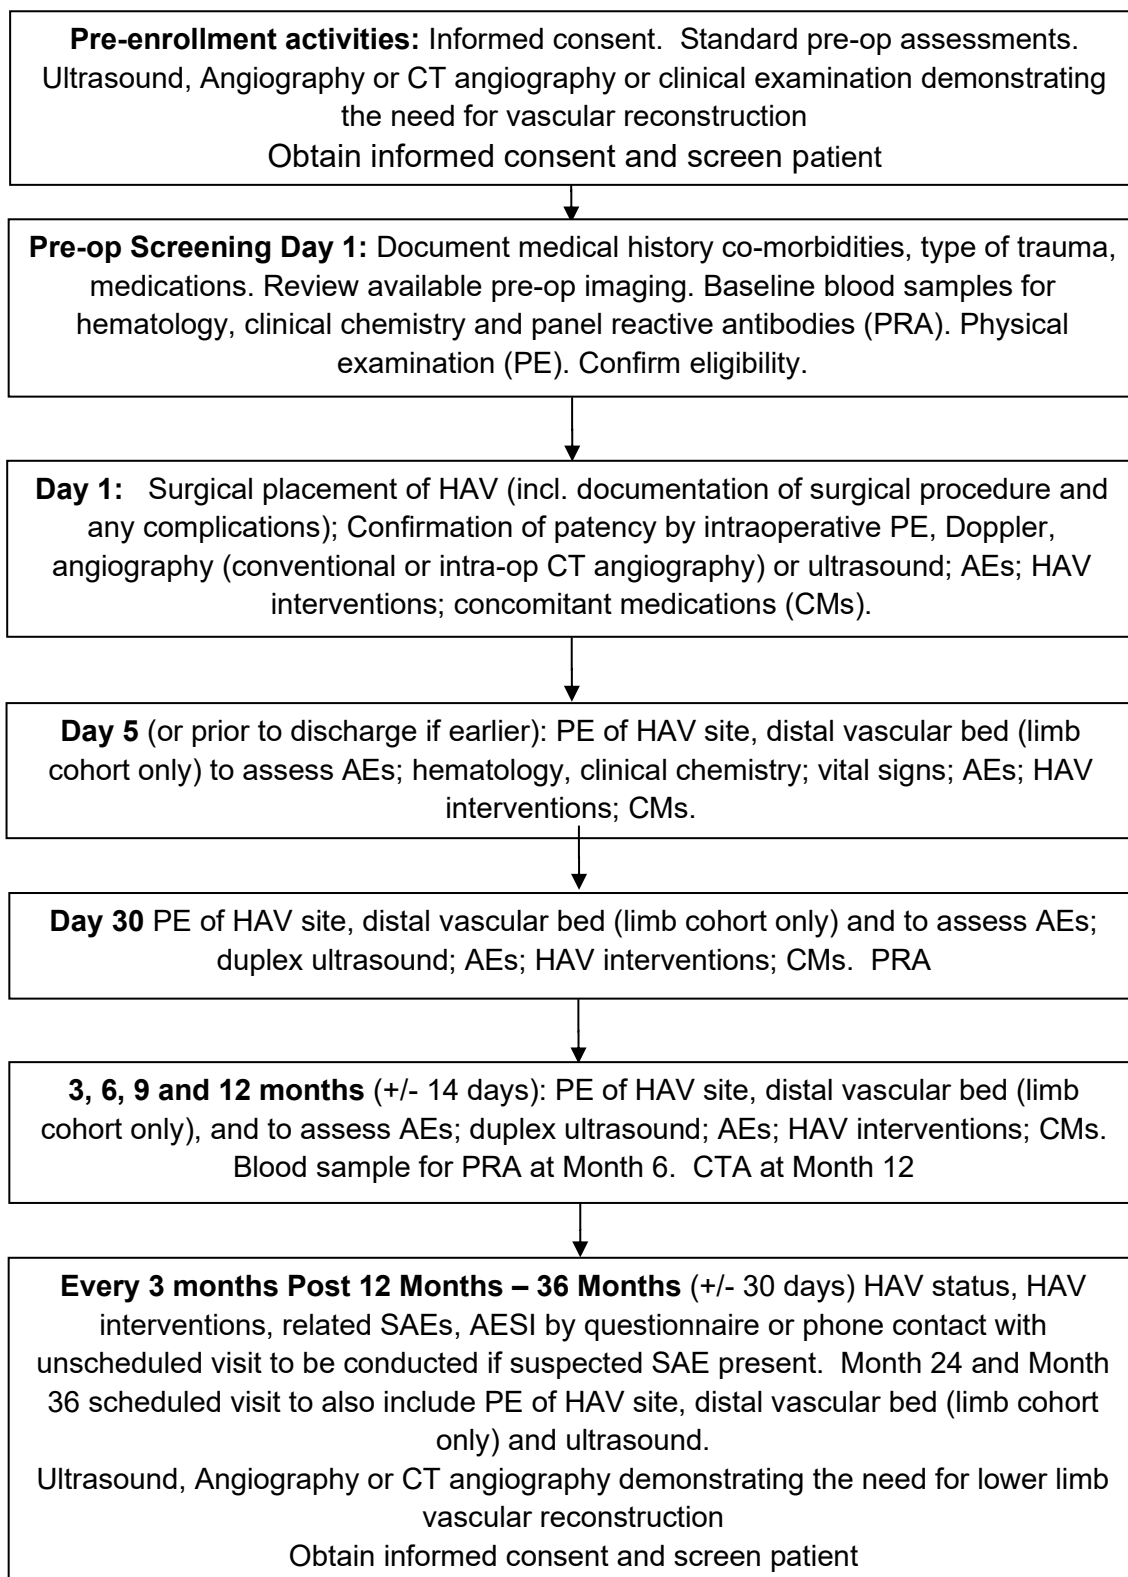 Pre-enrollment activities: Informed consent.  Standard pre-op assessments.
Ultrasound, Angiography or CT angiography or clinical examination demonstrating
the need for vascular reconstruction
Obtain informed consent and screen patient
Pre-op Screening Day 1: Document medical history co-morbidities, type of trauma,
medications. Review available pre-op imaging. Baseline blood samples for
hematology, clinical chemistry and panel reactive antibodies (PRA). Physical
examination (PE). Confirm eligibility.
Day 1:   Surgical placement of HAV (incl. documentation of surgical procedure and
any complications); Confirmation of patency by intraoperative PE, Doppler,
angiography (conventional or intra-op CT angiography) or ultrasound; AEs; HAV
interventions; concomitant medications (CMs).
Day 5 (or prior to discharge if earlier): PE of HAV site, distal vascular bed (limb
cohort only) to assess AEs; hematology, clinical chemistry; vital signs; AEs; HAV
interventions; CMs.
Day 30 PE of HAV site, distal vascular bed (limb cohort only) and to assess AEs;
duplex ultrasound; AEs; HAV interventions; CMs.  PRA
3, 6, 9 and 12 months (+/- 14 days): PE of HAV site, distal vascular bed (limb
cohort only), and to assess AEs; duplex ultrasound; AEs; HAV interventions; CMs.
Blood sample for PRA at Month 6.  CTA at Month 12
Every 3 months Post 12 Months – 36 Months (+/- 30 days) HAV status, HAV
interventions, related SAEs, AESI by questionnaire or phone contact with
unscheduled visit to be conducted if suspected SAE present.  Month 24 and Month
36 scheduled visit to also include PE of HAV site, distal vascular bed (limb cohort
only) and ultrasound.
Ultrasound, Angiography or CT angiography demonstrating the need for lower limb
vascular reconstruction
Obtain informed consent and screen patient